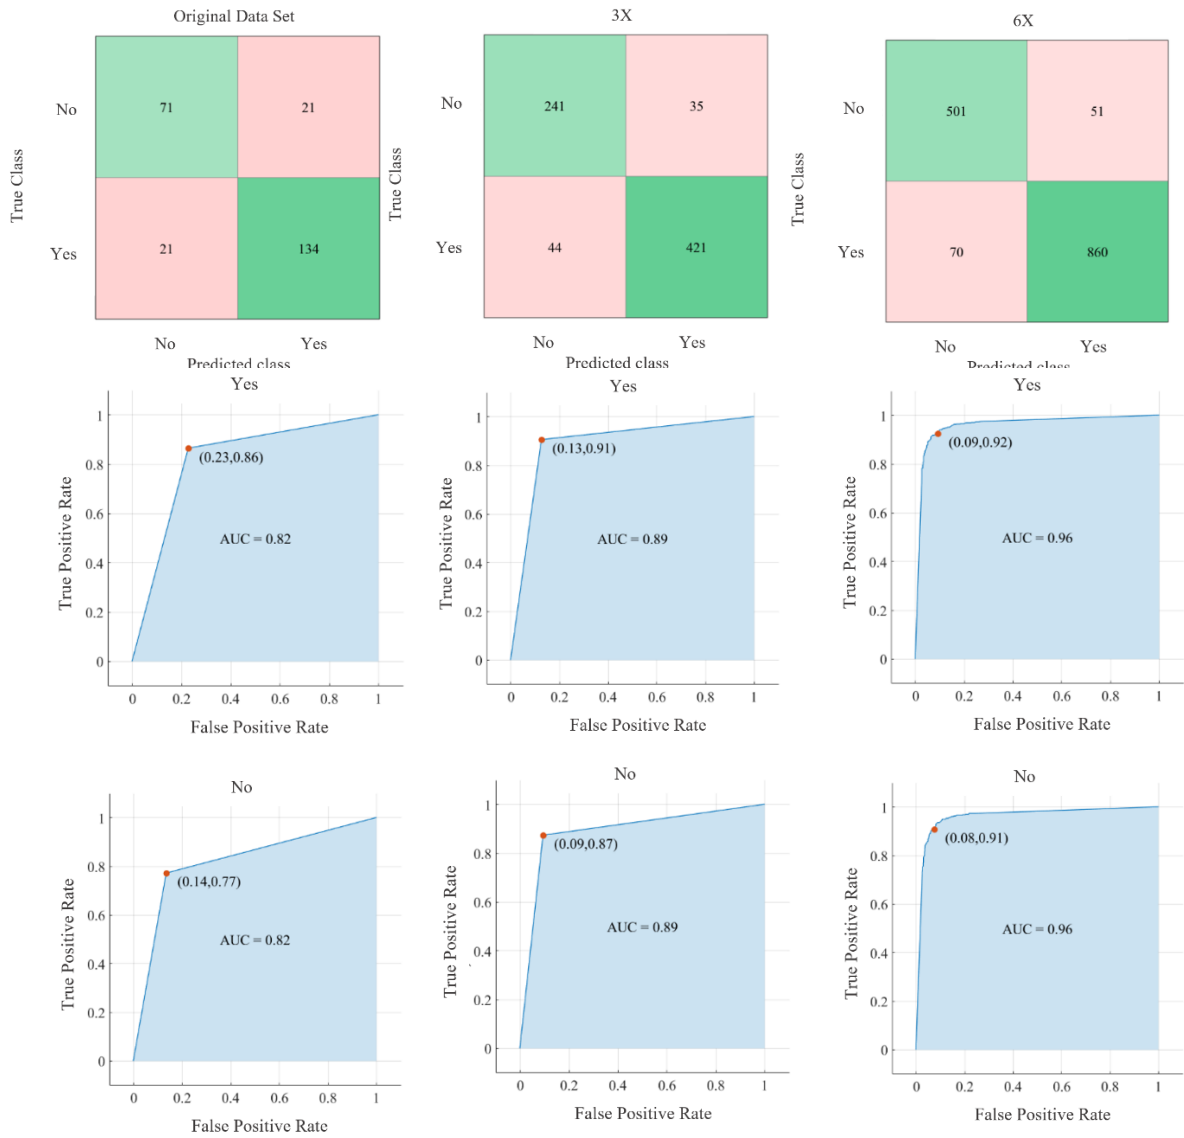 Original Data Set
3X
6X
No
71
21
Yes
21
134
True Class
No
Yes
Predicted class
No
241
35
Yes
44
421
True Class
No
Yes
Predicted class
No
501
51
Yes
70
860
True Class
No
Yes
Predicted class
Yes
1
0.8
0.6
0.4
0.2
0
(0.23,0.86)
AUC = 0.82
True Positive Rate
0 0.2 0.4 0.6 0.8 1
False Positive Rate
Yes
1
0.8
0.6
0.4
0.2
0
(0.13,0.91)
AUC = 0.89
True Positive Rate
0 0.2 0.4 0.6 0.8 1
False Positive Rate
Yes
1
0.8
0.6
0.4
0.2
0
(0.09,0.92)
AUC = 0.96
True Positive Rate
0 0.2 0.4 0.6 0.8 1
False Positive Rate
No
1
0.8
0.6
0.4
0.2
0
(0.14,0.77)
AUC = 0.82
True Positive Rate
0 0.2 0.4 0.6 0.8 1
False Positive Rate
No
1
0.8
0.6
0.4
0.2
0
(0.09,0.87)
AUC = 0.89
True Positive Rate
0 0.2 0.4 0.6 0.8 1
False Positive Rate
No
1
0.8
0.6
0.4
0.2
0
(0.08,0.91)
AUC = 0.96
True Positive Rate
0 0.2 0.4 0.6 0.8 1
False Positive Rate